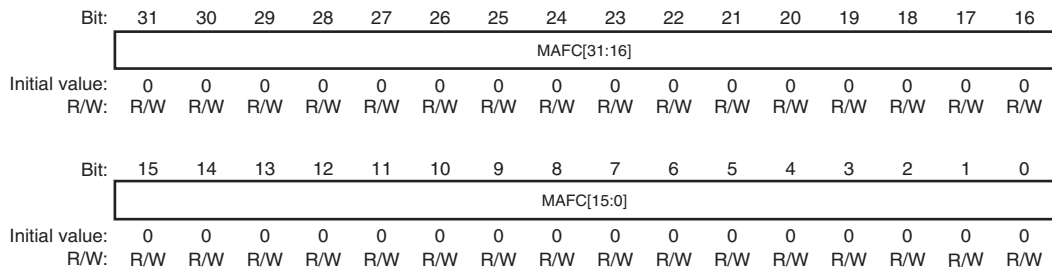 Bit: 31 30 29 28 27 26 25 24 23 22 21 20 19 18 17 16
MAFC[31:16]
Initial value: 0 0 0 0 0 0 0 0 0 0 0 0 0 0 0 0
R/W: R/W R/W R/W R/W R/W R/W R/W R/W R/W R/W R/W R/W R/W R/W R/W R/W
Bit: 15 14 13 12 11 10 9 8 7 6 5 4 3 2 1 0
MAFC[15:0]
Initial value: 0 0 0 0 0 0 0 0 0 0 0 0 0 0 0 0
R/W: R/W R/W R/W R/W R/W R/W R/W R/W R/W R/W R/W R/W R/W R/W R/W R/W